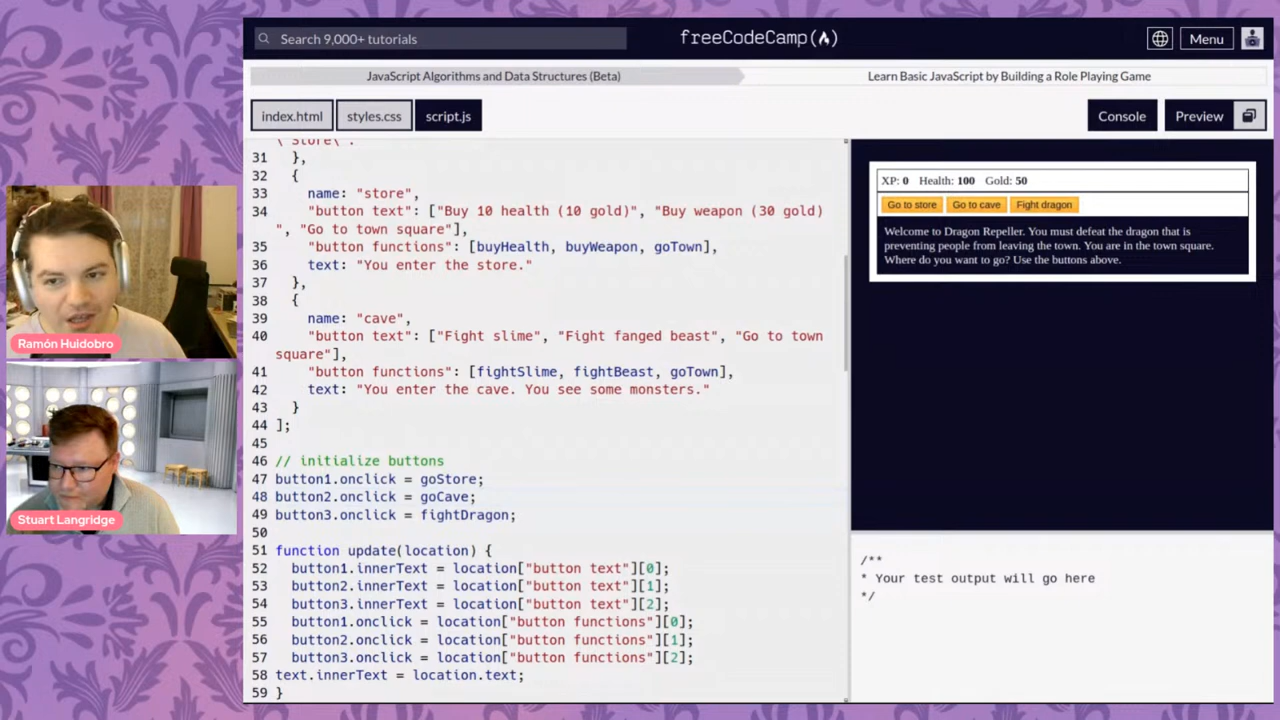 Search 9,000+ tutorials
freeCodeCamp
Menu
JavaScript Algorithms and Data Structures (Beta)
Learn Basic JavaScript by Building a Role Playing Game
index.html
styles.css
script.js
Console
Preview
\"Store\".
31 },
32 {
33 name: "store",
34 "button text": ["Buy 10 health (10 gold)", "Buy weapon (30 gold)
", "Go to town square"],
35 "button functions": [buyHealth, buyWeapon, goTown],
36 text: "You enter the store."
37 },
38 {
39 name: "cave",
40 "button text": ["Fight slime", "Fight fanged beast", "Go to town
square"],
41 "button functions": [fightSlime, fightBeast, goTown],
42 text: "You enter the cave. You see some monsters."
43 }
44 ];
45
46 // initialize buttons
47 button1.onclick = goStore;
48 button2.onclick = goCave;
49 button3.onclick = fightDragon;
50
51 function update(location) {
52 button1.innerText = location["button text"][0];
53 button2.innerText = location["button text"][1];
54 button3.innerText = location["button text"][2];
55 button1.onclick = location["button functions"][0];
56 button2.onclick = location["button functions"][1];
57 button3.onclick = location["button functions"][2];
58 text.innerText = location.text;
59 }
XP: 0 Health: 100 Gold: 50
Go to store Go to cave Fight dragon
Welcome to Dragon Repeller. You must defeat the dragon that is
preventing people from leaving the town. You are in the town square.
Where do you want to go? Use the buttons above.
/**
* Your test output will go here
*/
Ramón Huidobro
Stuart Langridge